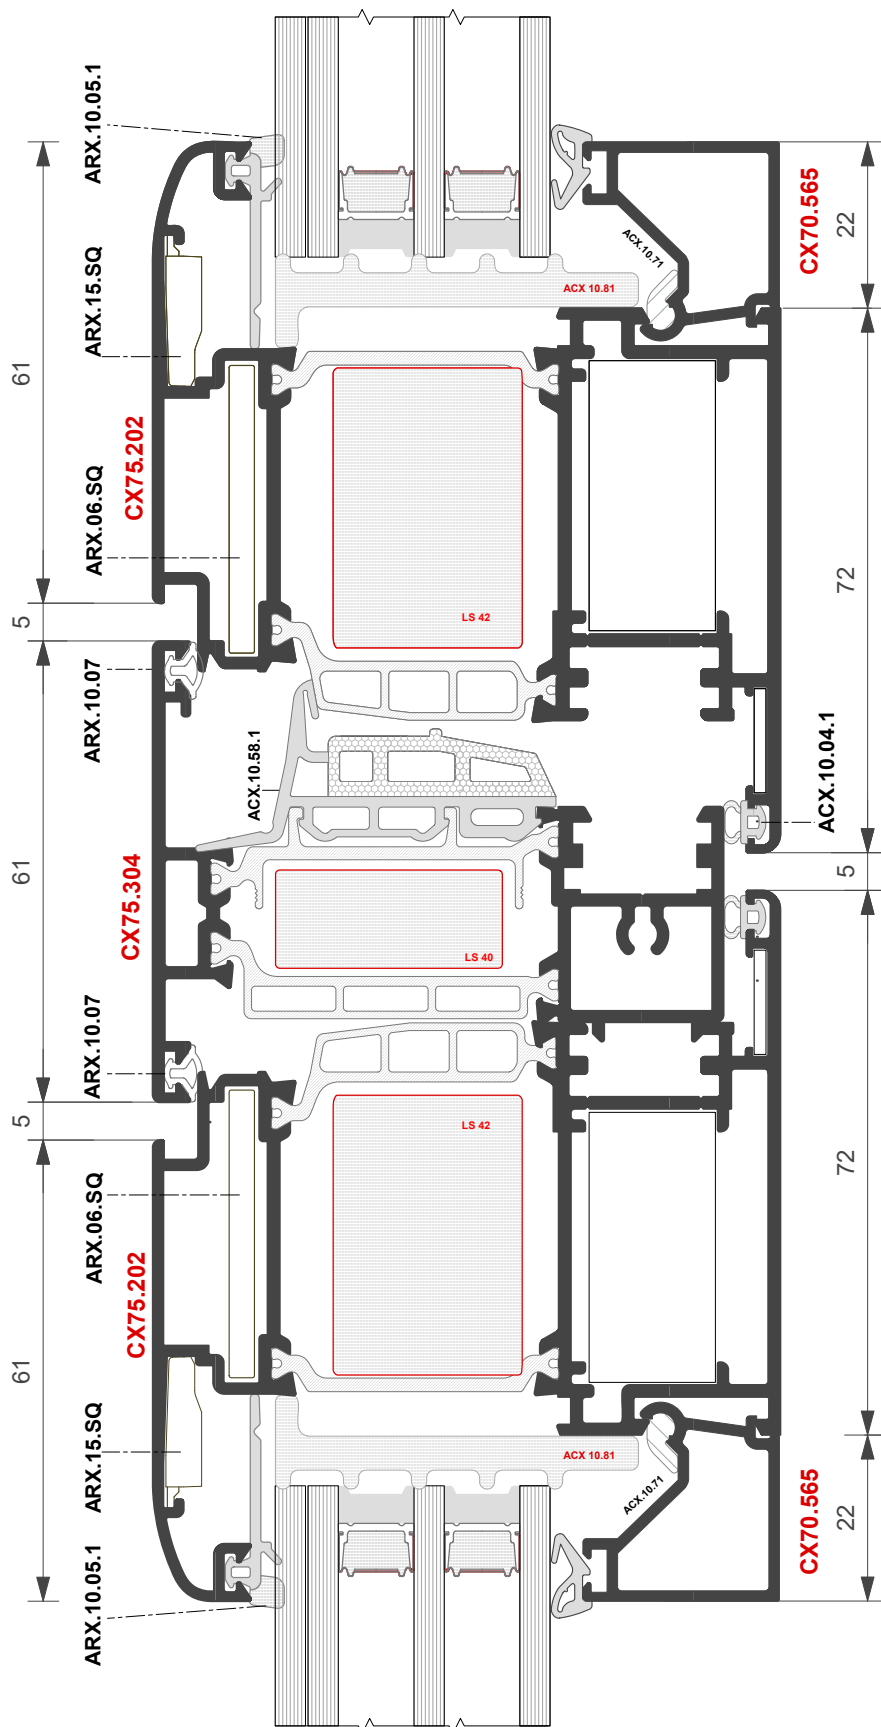 ARX.10.05.1
ARX.15.SQ
61
CX75.202
ARX.06.SQ
5
ARX.10.07
ACX.10.58.1
61
CX75.304
ARX.10.07
5
ARX.06.SQ
CX75.202
61
ARX.15.SQ
ARX.10.05.1
ACX 10.81
LS 42
LS 40
LS 42
ACX 10.81
ACX.10.71
CX70.565
22
72
ACX.10.04.1
5
72
ACX.10.71
CX70.565
22